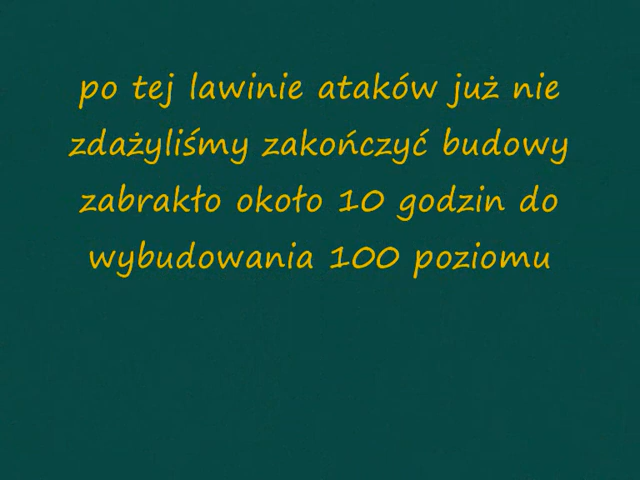 po tej lawinie ataków już nie
zdażyliśmy zakończyć budowy
zabrakło około 10 godzin do
wybudowania 100 poziomu